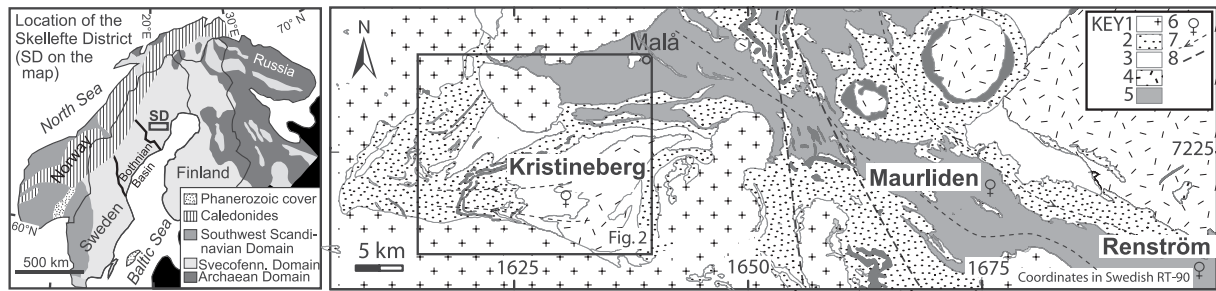 Location of the
Skellefte District
(SD on the
map)
20°E
30°E
70° N
North Sea
Russia
SD
Norway
Bothnian
Basin
Finland
Sweden
Baltic Sea
60°N
500 km
Phanerozoic cover
Caledonides
Southwest Scandi-
navian Domain
Svecofenn. Domain
Archaean Domain
N
Malå
KEY
1
2
3
4
5
6
7
8
Kristineberg
Maurliden
Renström
7225
Fig. 2
5 km
1625
1650
1675
Coordinates in Swedish RT-90